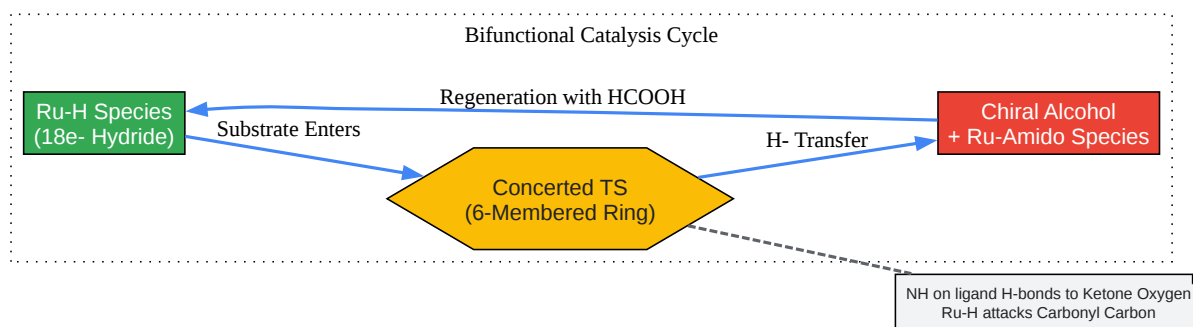 Bifunctional Catalysis Cycle
Ru-H Species
(18e- Hydride)
Regeneration with HCOOH
Substrate Enters
H- Transfer
Chiral Alcohol
+ Ru-Amido Species
Concerted TS
(6-Membered Ring)
NH on ligand H-bonds to Ketone Oxygen
Ru-H attacks Carbonyl Carbon